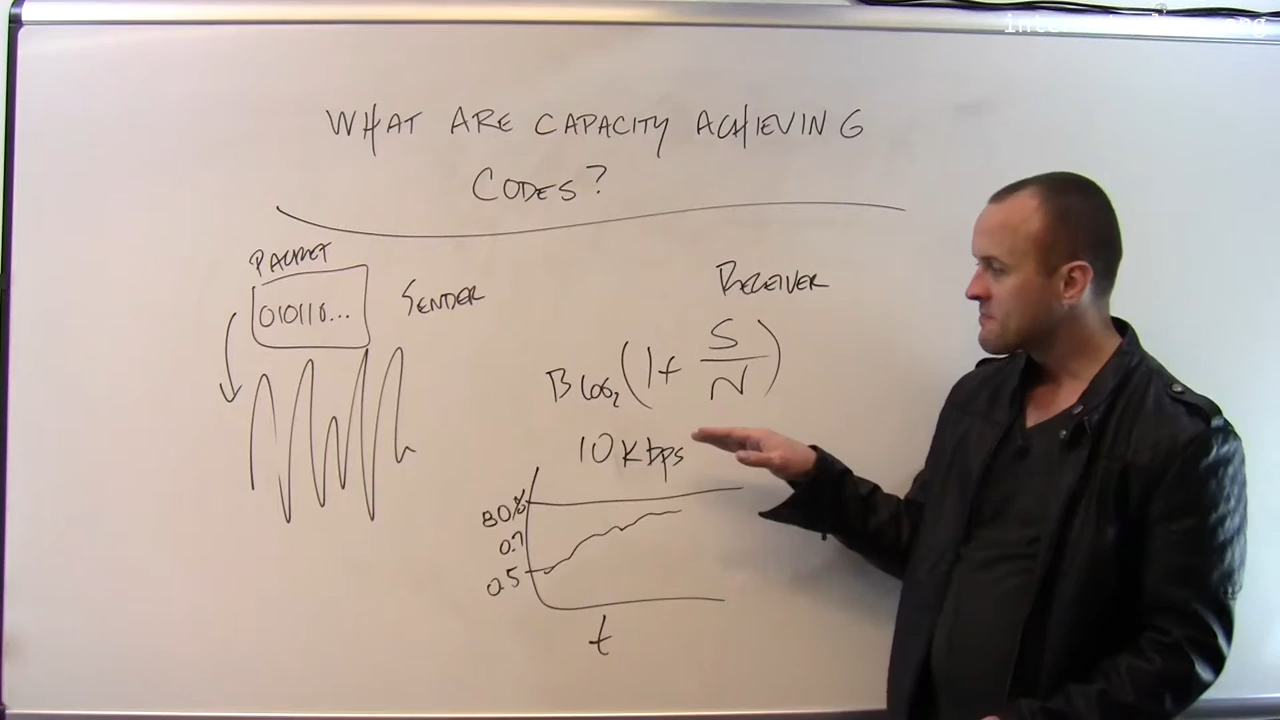 WHAT ARE CAPACITY ACHIEVING
CODES?
PACKET
010110...
SENDER
RECEIVER
B log₂(1+ S/N)
10 kbps
80%
0.7
0.5
t